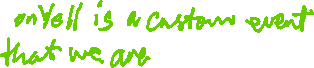 onYell is a custom event
that we are